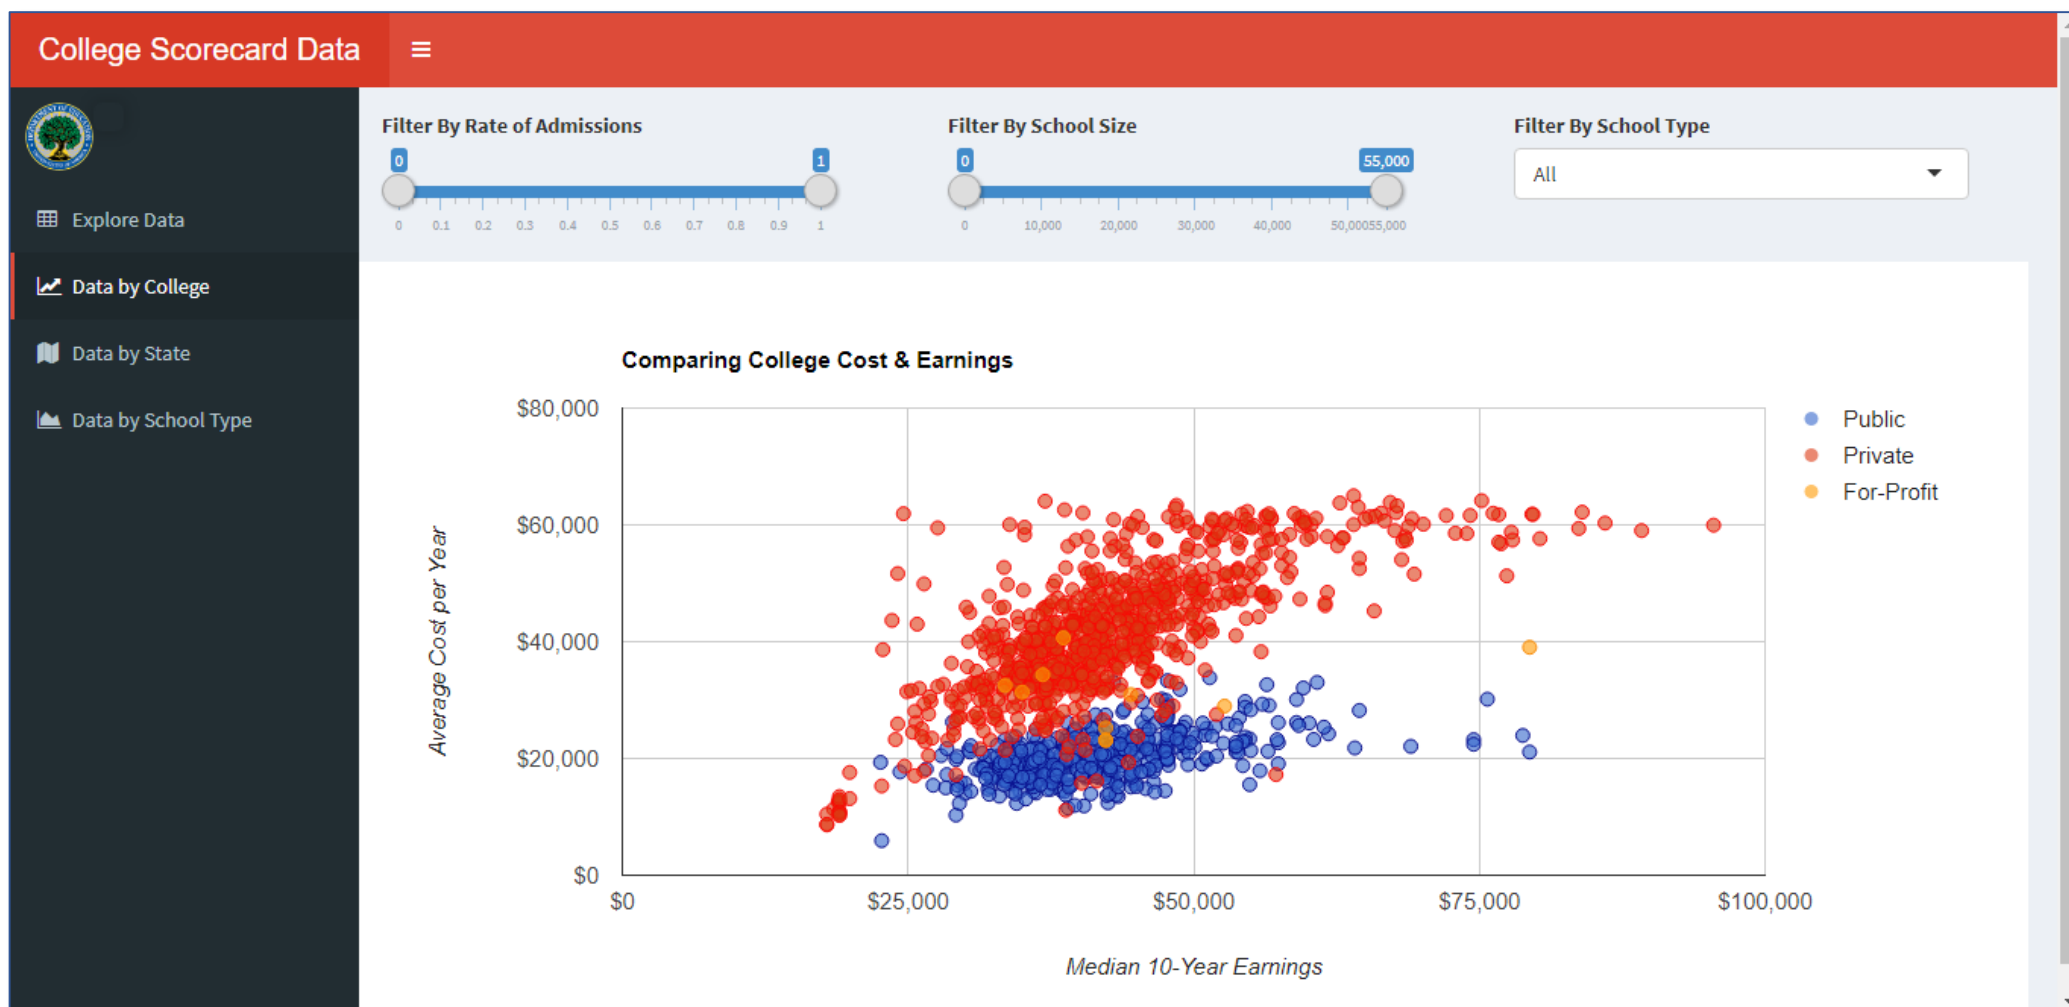 College Scorecard Data
Explore Data
Data by College
Data by State
Data by School Type
Filter By Rate of Admissions
0 1
0 0.1 0.2 0.3 0.4 0.5 0.6 0.7 0.8 0.9 1
Filter By School Size
0 55,000
0 10,000 20,000 30,000 40,000 50,00055,000
Filter By School Type
All
Comparing College Cost & Earnings
$80,000
$60,000
$40,000
$20,000
$0
Average Cost per Year
$0 $25,000 $50,000 $75,000 $100,000
Median 10-Year Earnings
Public
Private
For-Profit